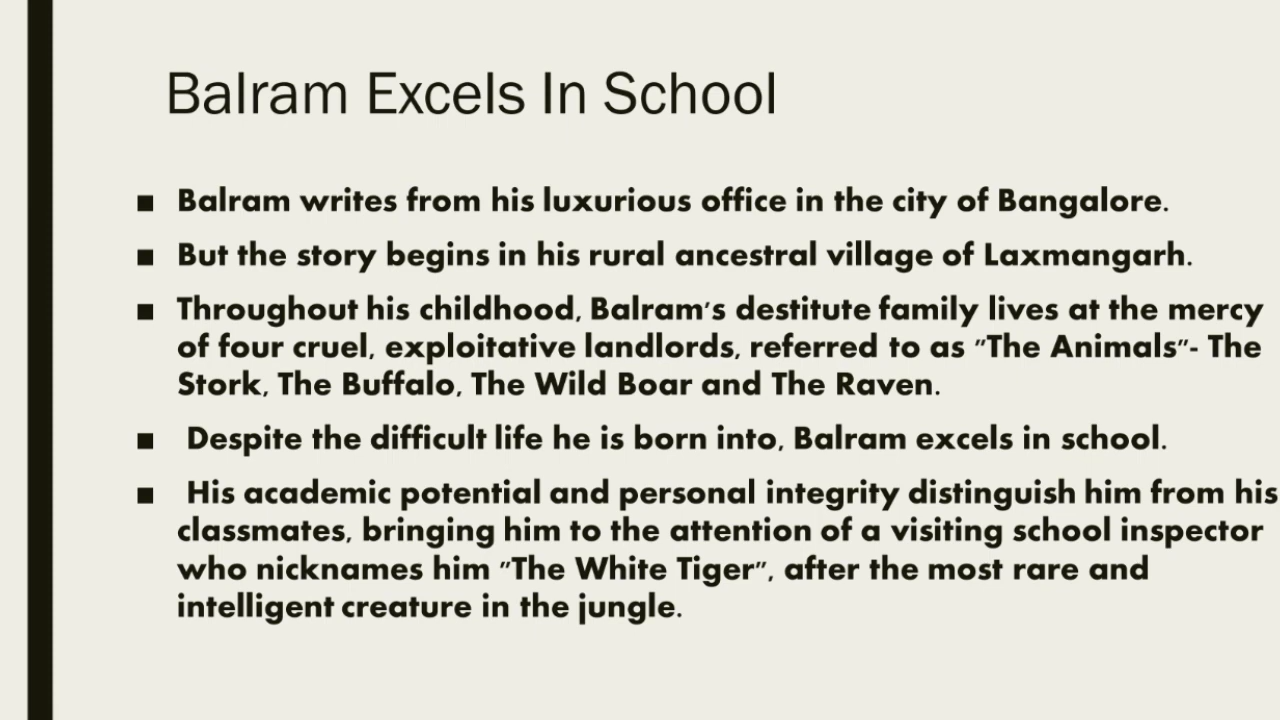 Balram Excels In School
■ Balram writes from his luxurious office in the city of Bangalore.
■ But the story begins in his rural ancestral village of Laxmangarh.
■ Throughout his childhood, Balram's destitute family lives at the mercy
of four cruel, exploitative landlords, referred to as "The Animals"- The
Stork, The Buffalo, The Wild Boar and The Raven.
■ Despite the difficult life he is born into, Balram excels in school.
■ His academic potential and personal integrity distinguish him from his
classmates, bringing him to the attention of a visiting school inspector
who nicknames him "The White Tiger", after the most rare and
intelligent creature in the jungle.